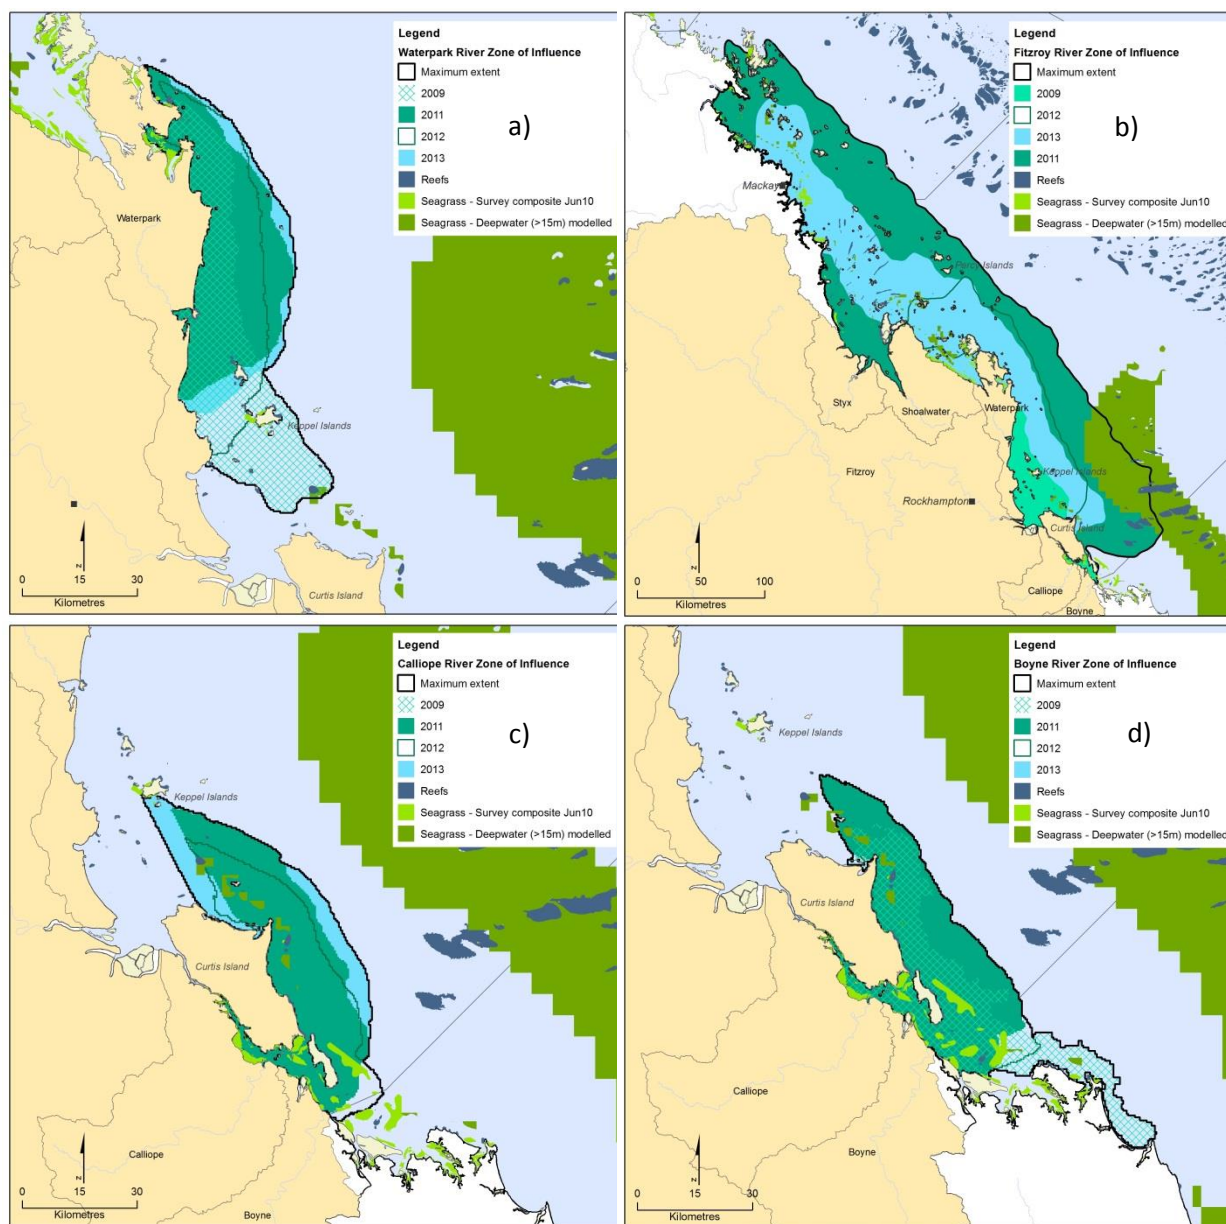 Legend
Waterpark River Zone of Influence
Maximum extent
2009
2011
2012
2013
Reefs
Seagrass - Survey composite Jun10
Seagrass - Deepwater (>15m) modelled
a)
Waterpark
Keppel Islands
Curtis Island
N
0 15 30
Kilometres
Legend
Fitzroy River Zone of Influence
Maximum extent
2009
2012
2013
2011
Reefs
Seagrass - Survey composite Jun10
Seagrass - Deepwater (>15m) modelled
b)
Mackay
Percy Islands
Styx
Shoalwater
Waterpark
Fitzroy
Keppel Islands
Rockhampton
Curtis Island
Calliope
Boyne
N
0 50 100
Kilometres
Legend
Calliope River Zone of Influence
Maximum extent
2009
2011
2012
2013
Reefs
Seagrass - Survey composite Jun10
Seagrass - Deepwater (>15m) modelled
c)
Keppel Islands
Curtis Island
Calliope
Boyne
N
0 15 30
Kilometres
Legend
Boyne River Zone of Influence
Maximum extent
2009
2011
2012
2013
Reefs
Seagrass - Survey composite Jun10
Seagrass - Deepwater (>15m) modelled
d)
Keppel Islands
Curtis Island
Calliope
Boyne
N
0 15 30
Kilometres